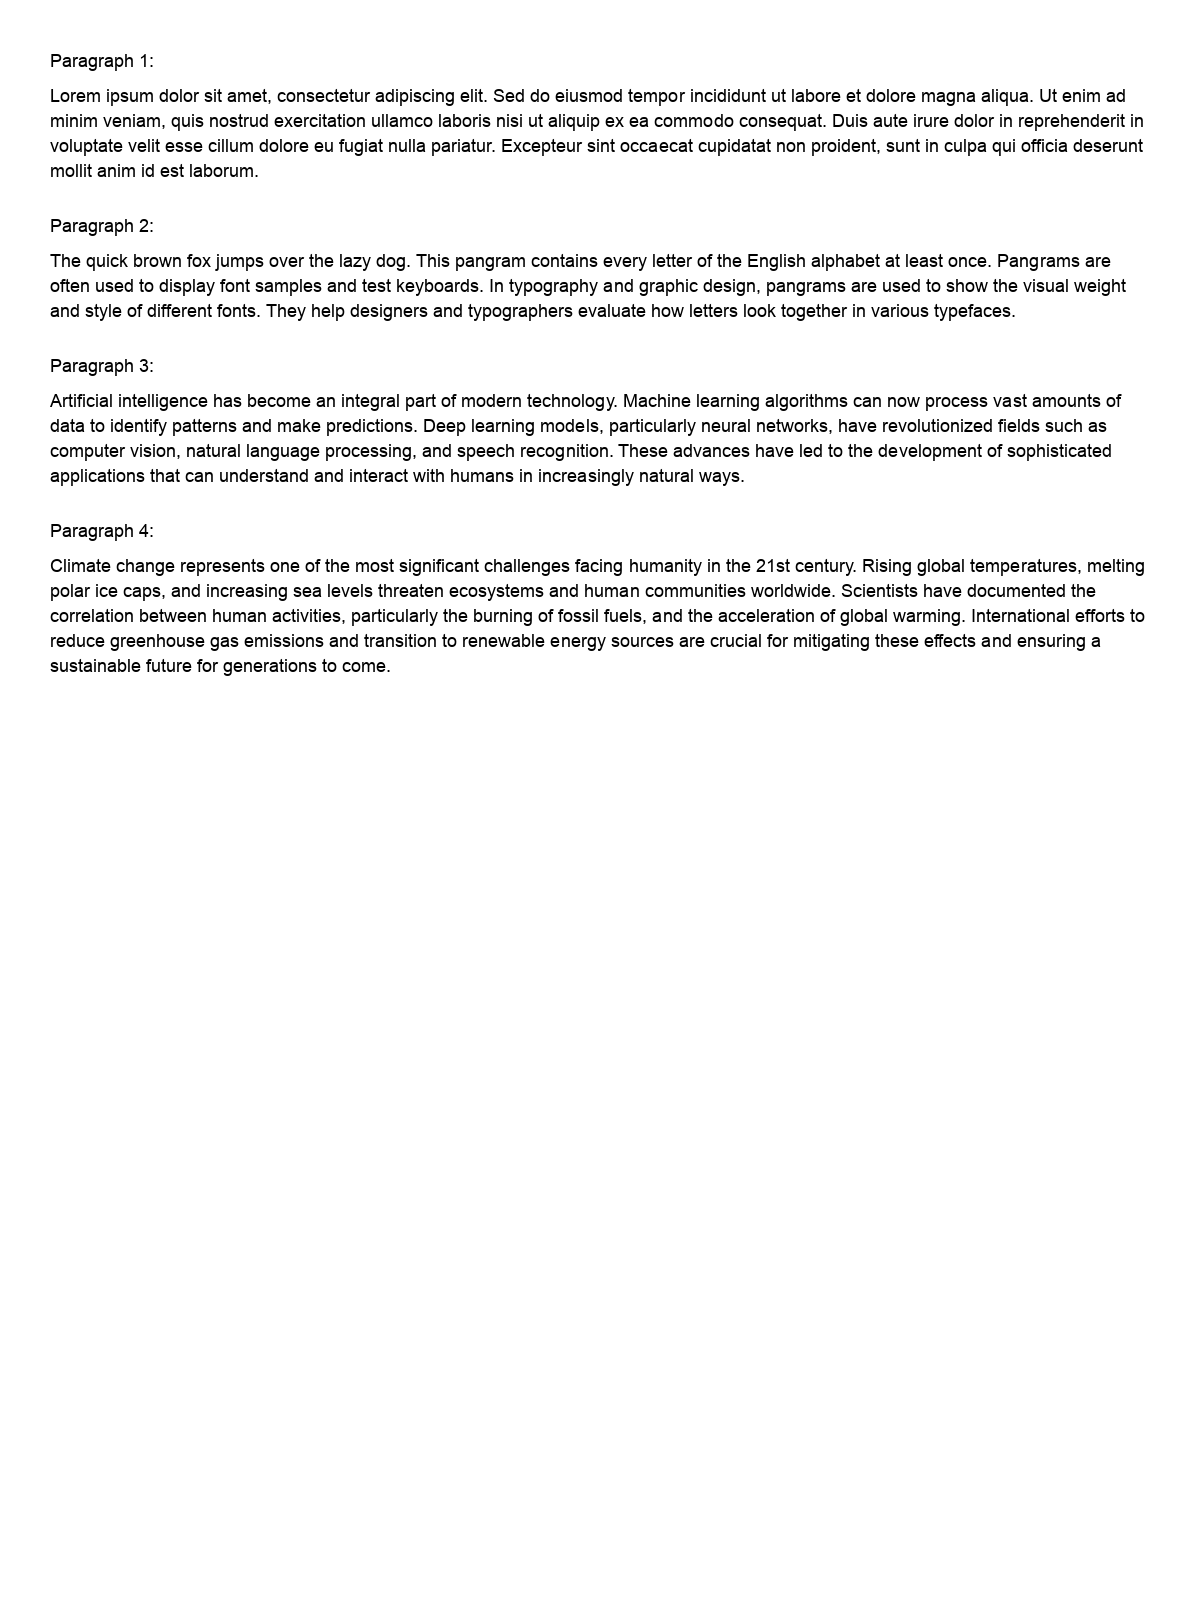 Paragraph 1:
Lorem ipsum dolor sit amet, consectetur adipiscing elit. Sed do eiusmod tempor incididunt ut labore et dolore magna aliqua. Ut enim ad
minim veniam, quis nostrud exercitation ullamco laboris nisi ut aliquip ex ea commodo consequat. Duis aute irure dolor in reprehenderit in
voluptate velit esse cillum dolore eu fugiat nulla pariatur. Excepteur sint occaecat cupidatat non proident, sunt in culpa qui officia deserunt
mollit anim id est laborum.
Paragraph 2:
The quick brown fox jumps over the lazy dog. This pangram contains every letter of the English alphabet at least once. Pangrams are
often used to display font samples and test keyboards. In typography and graphic design, pangrams are used to show the visual weight
and style of different fonts. They help designers and typographers evaluate how letters look together in various typefaces.
Paragraph 3:
Artificial intelligence has become an integral part of modern technology. Machine learning algorithms can now process vast amounts of
data to identify patterns and make predictions. Deep learning models, particularly neural networks, have revolutionized fields such as
computer vision, natural language processing, and speech recognition. These advances have led to the development of sophisticated
applications that can understand and interact with humans in increasingly natural ways.
Paragraph 4:
Climate change represents one of the most significant challenges facing humanity in the 21st century. Rising global temperatures, melting
polar ice caps, and increasing sea levels threaten ecosystems and human communities worldwide. Scientists have documented the
correlation between human activities, particularly the burning of fossil fuels, and the acceleration of global warming. International efforts to
reduce greenhouse gas emissions and transition to renewable energy sources are crucial for mitigating these effects and ensuring a
sustainable future for generations to come.